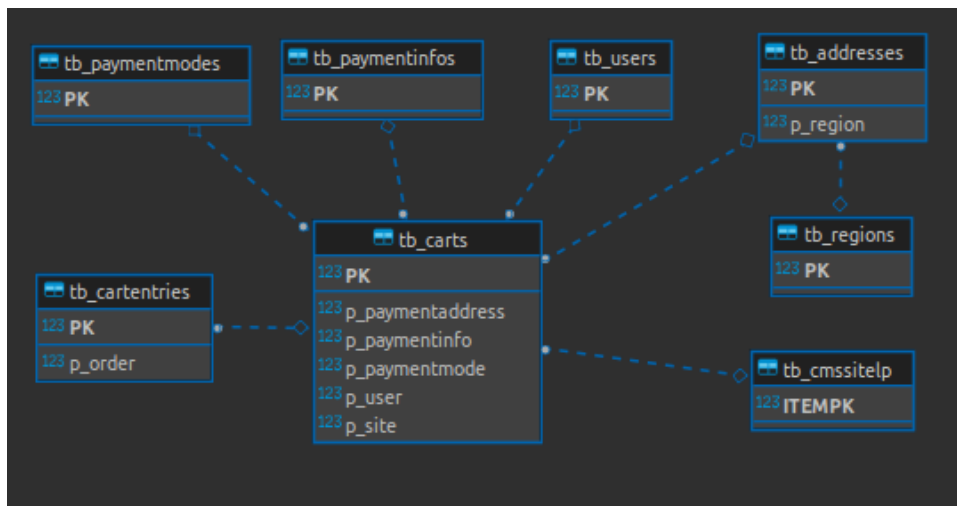 tb_paymentmodes
123 PK
tb_paymentinfos
123 PK
tb_users
123 PK
tb_addresses
123 PK
123 p_region
tb_carts
123 PK
123 p_paymentaddress
123 p_paymentinfo
123 p_paymentmode
123 p_user
123 p_site
tb_regions
123 PK
tb_cartentries
123 PK
123 p_order
tb_cmssitelp
123 ITEMPK